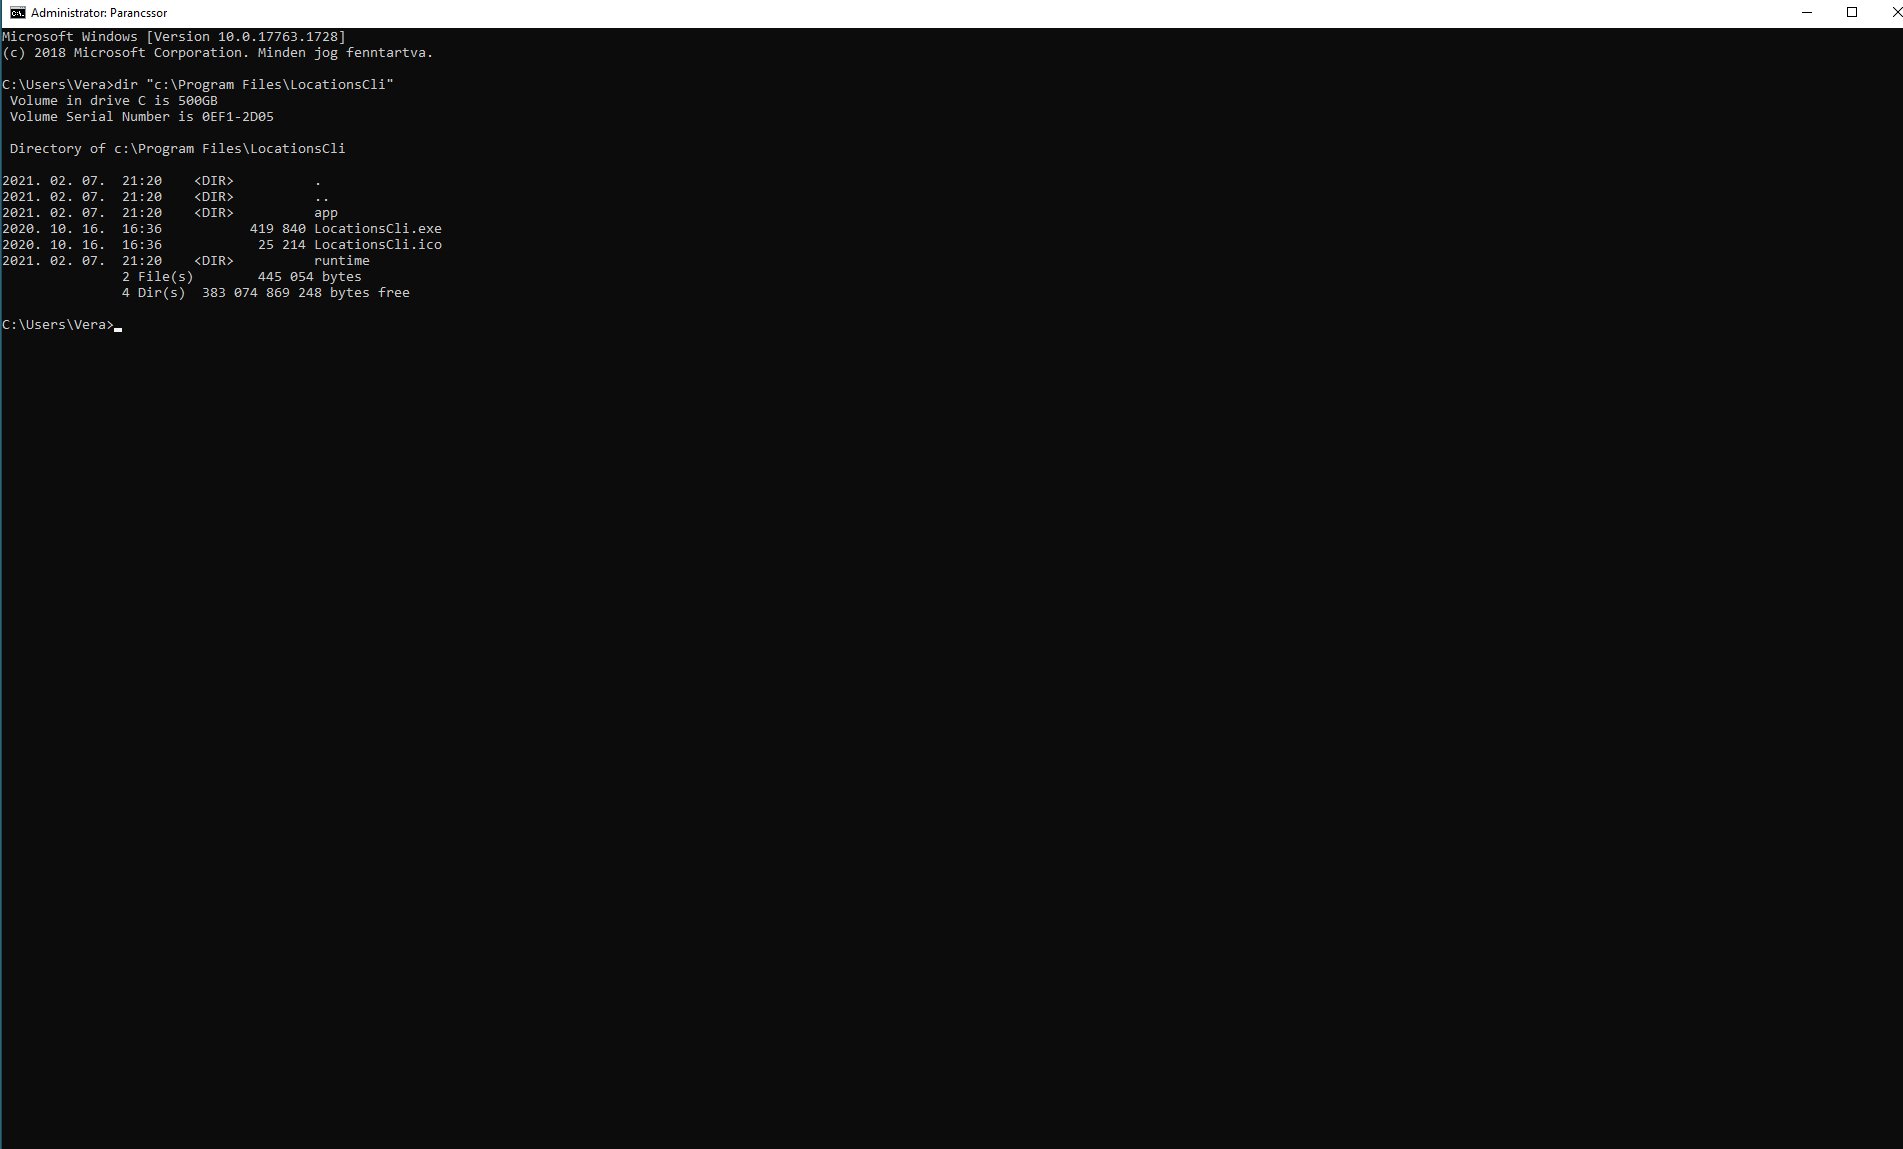 Administrator: Parancssor
Microsoft Windows [Version 10.0.17763.1728]
(c) 2018 Microsoft Corporation. Minden jog fenntartva.
C:\Users\Vera>dir "c:\Program Files\LocationsCli"
Volume in drive C is 500GB
Volume Serial Number is 0EF1-2D05
Directory of c:\Program Files\LocationsCli
2021. 02. 07.  21:20    <DIR>          .
2021. 02. 07.  21:20    <DIR>          ..
2021. 02. 07.  21:20    <DIR>          app
2020. 10. 16.  16:36           419 840 LocationsCli.exe
2020. 10. 16.  16:36            25 214 LocationsCli.ico
2021. 02. 07.  21:20    <DIR>          runtime
2 File(s)        445 054 bytes
4 Dir(s)  383 074 869 248 bytes free
C:\Users\Vera>